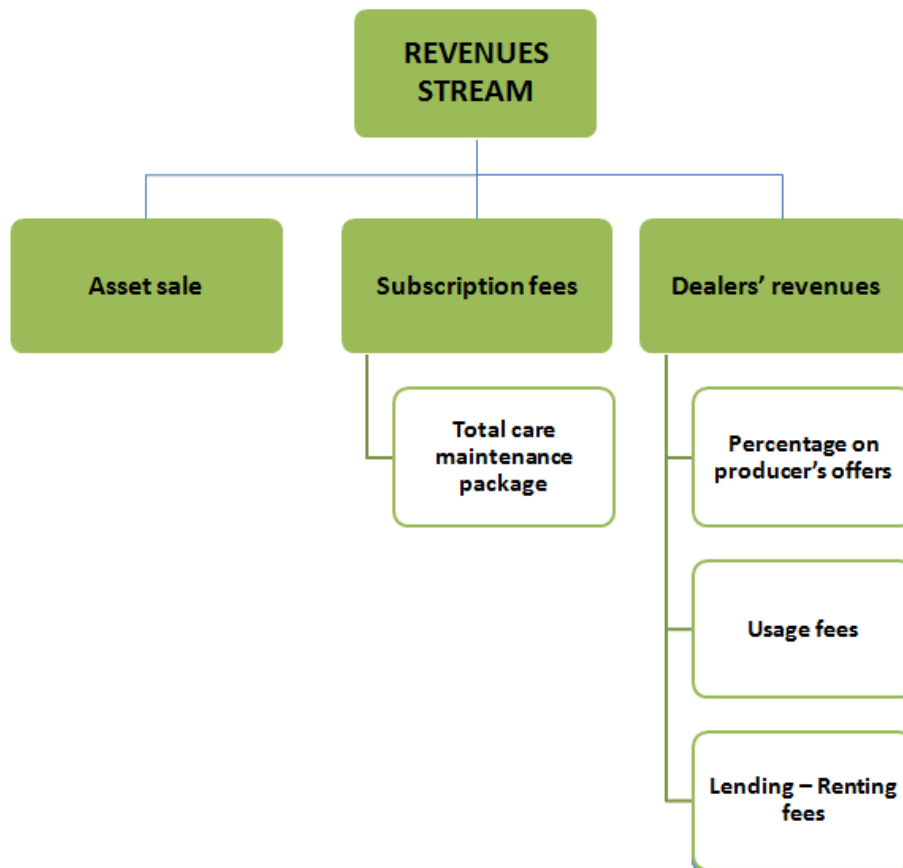 REVENUES
STREAM
Asset sale
Subscription fees
Dealers’ revenues
Total care
maintenance
package
Percentage on
producer’s offers
Usage fees
Lending – Renting
fees